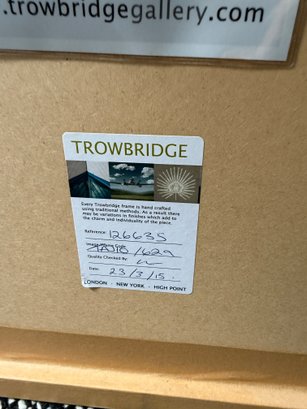 .trowbridgegallery.com
TROWBRIDGE
Every Trowbridge frame is hand crafted
using traditional methods. As a result there
may be variations in finishes which add to
the charm and individuality of the piece.
Reference: 126635
/629
Quality Checked By:
Date: 23/3/15.
LONDON · NEW YORK · HIGH POINT